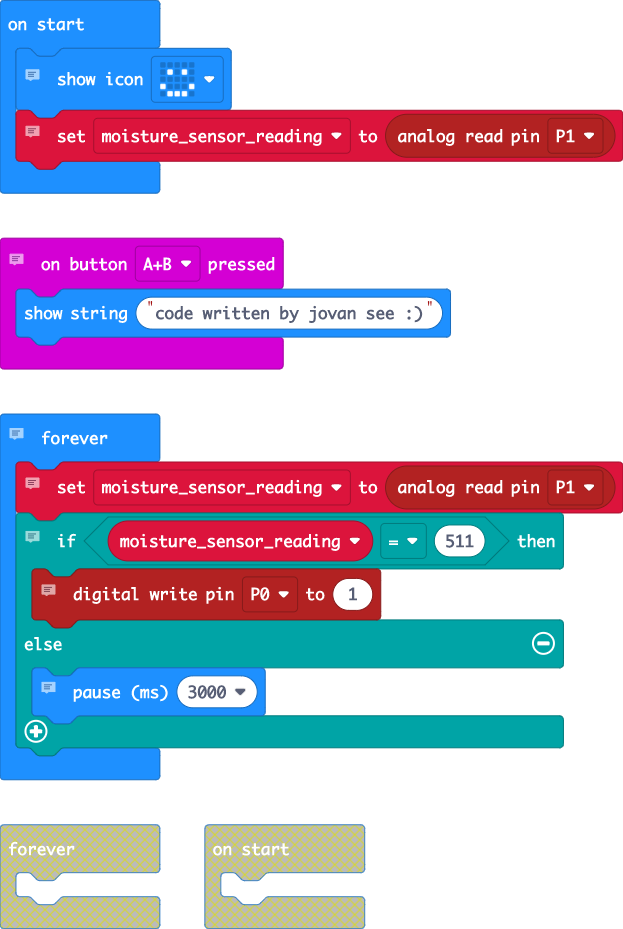 on start
show icon
set moisture_sensor_reading to analog read pin P1
on button A+B pressed
show string "code written by jovan see :)"
forever
set moisture_sensor_reading to analog read pin P1
if moisture_sensor_reading = 511 then
digital write pin P0 to 1
else
pause (ms) 3000
forever on start